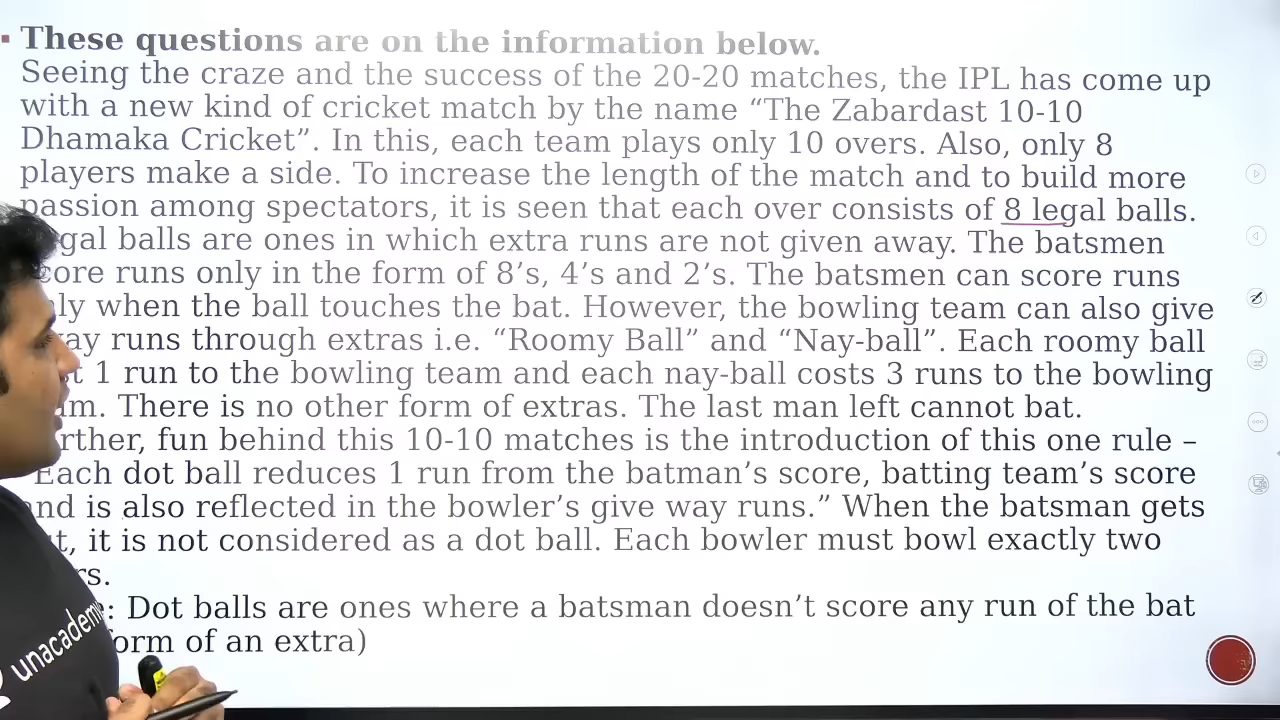 These questions are on the information below.
Seeing the craze and the success of the 20-20 matches, the IPL has come up
with a new kind of cricket match by the name “The Zabardast 10-10
Dhamaka Cricket”. In this, each team plays only 10 overs. Also, only 8
players make a side. To increase the length of the match and to build more
passion among spectators, it is seen that each over consists of 8 legal balls.
gal balls are ones in which extra runs are not given away. The batsmen
core runs only in the form of 8’s, 4’s and 2’s. The batsmen can score runs
ly when the ball touches the bat. However, the bowling team can also give
ay runs through extras i.e. “Roomy Ball” and “Nay-ball”. Each roomy ball
t 1 run to the bowling team and each nay-ball costs 3 runs to the bowling
am. There is no other form of extras. The last man left cannot bat.
rther, fun behind this 10-10 matches is the introduction of this one rule –
“Each dot ball reduces 1 run from the batman’s score, batting team’s score
and is also reflected in the bowler’s give way runs.” When the batsman gets
t, it is not considered as a dot ball. Each bowler must bowl exactly two
rs.
: Dot balls are ones where a batsman doesn’t score any run of the bat
orm of an extra)
unacademy